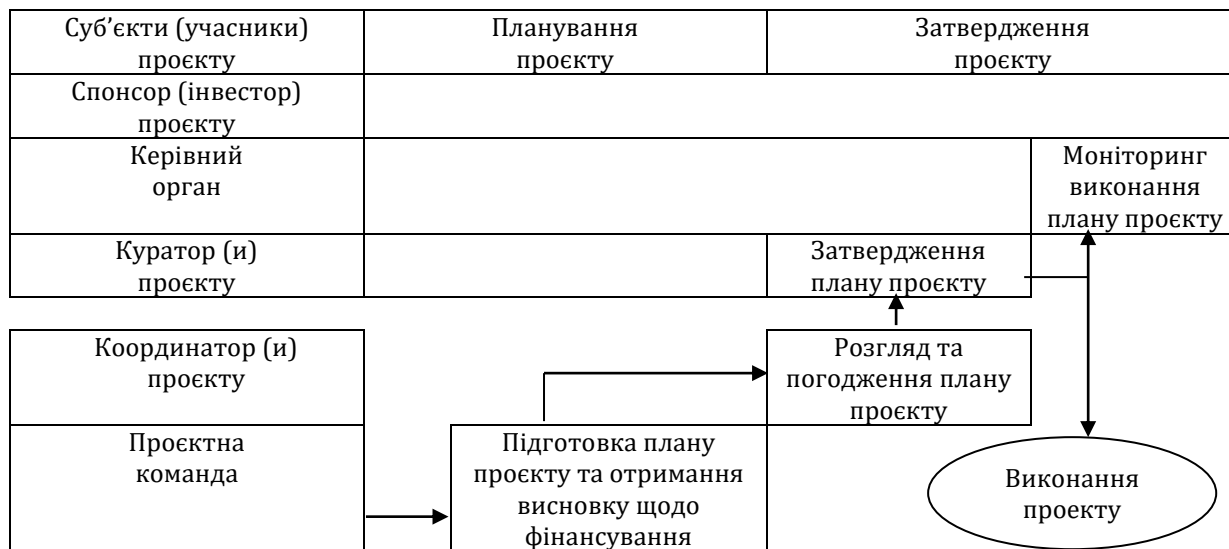 Суб’єкти (учасники)
проєкту
Планування
проєкту
Затвердження
проєкту
Спонсор (інвестор)
проєкту
Керівний
орган
Моніторинг
виконання
плану проєкту
Куратор (и)
проєкту
Затвердження
плану проєкту
Координатор (и)
проєкту
Розгляд та
погодження плану
проєкту
Проєктна
команда
Підготовка плану
проєкту та отримання
висновку щодо
фінансування
Виконання
проекту